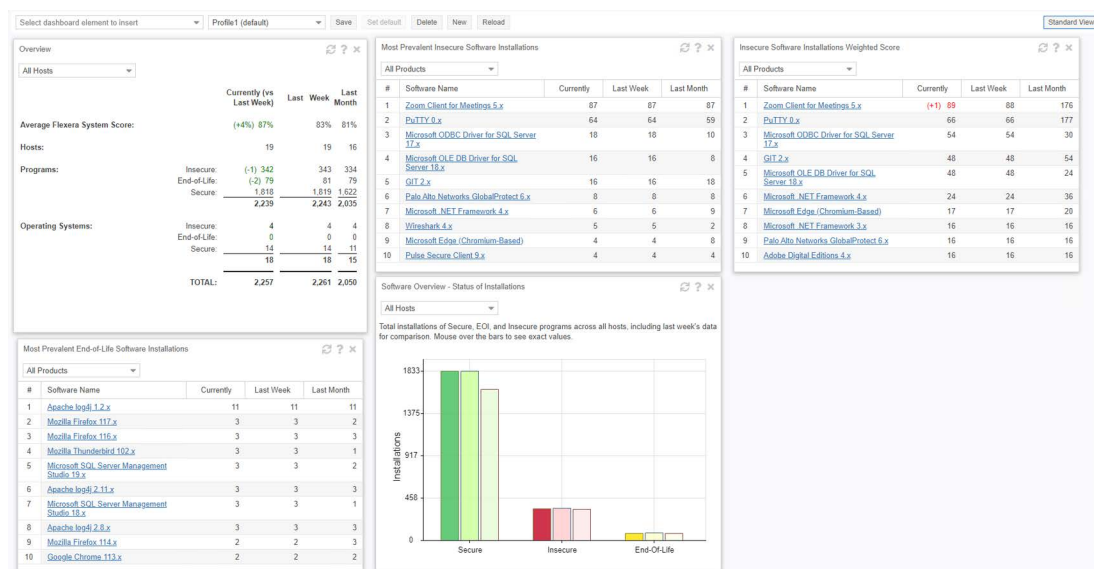 Select dashboard element to insert Profile1 (default) Save Set default Delete New Reload Standard View
Overview
All Hosts
Currently (vs Last Week) Last Week Last Month
Average Flexera System Score: (+4%) 87% 83% 81%
Hosts: 19 19 16
Programs: Insecure: (-1) 342 343 334
End-of-Life: (-2) 79 81 79
Secure: 1,818 1,819 1,622
2,239 2,243 2,035
Operating Systems: Insecure: 4 4 4
End-of-Life: 0 0 0
Secure: 14 14 11
18 18 15
TOTAL: 2,257 2,261 2,050
Most Prevalent Insecure Software Installations
All Products
# Software Name Currently Last Week Last Month
1 Zoom Client for Meetings 5.x 87 87 87
2 PuTTY 0.x 64 64 59
3 Microsoft ODBC Driver for SQL Server 17.x 18 18 10
4 Microsoft OLE DB Driver for SQL Server 18.x 16 16 8
5 GIT 2.x 16 16 18
6 Palo Alto Networks GlobalProtect 6.x 8 8 8
7 Microsoft .NET Framework 4.x 6 6 9
8 Wireshark 4.x 5 5 2
9 Microsoft Edge (Chromium-Based) 4 4 8
10 Pulse Secure Client 9.x 4 4 4
Insecure Software Installations Weighted Score
All Products
# Software Name Currently Last Week Last Month
1 Zoom Client for Meetings 5.x (+1) 89 88 176
2 PuTTY 0.x 66 66 177
3 Microsoft ODBC Driver for SQL Server 17.x 54 54 30
4 GIT 2.x 48 48 54
5 Microsoft OLE DB Driver for SQL Server 18.x 48 48 24
6 Microsoft .NET Framework 4.x 24 24 36
7 Microsoft Edge (Chromium-Based) 17 17 20
8 Microsoft .NET Framework 3.x 16 16 16
9 Palo Alto Networks GlobalProtect 6.x 16 16 16
10 Adobe Digital Editions 4.x 16 16 16
Most Prevalent End-of-Life Software Installations
All Products
# Software Name Currently Last Week Last Month
1 Apache log4j 1.2.x 11 11 11
2 Mozilla Firefox 117.x 3 3 2
3 Mozilla Firefox 116.x 3 3 3
4 Mozilla Thunderbird 102.x 3 3 1
5 Microsoft SQL Server Management Studio 19.x 3 3 2
6 Apache log4j 2.11.x 3 3 3
7 Microsoft SQL Server Management Studio 18.x 3 3 1
8 Apache log4j 2.8.x 3 3 3
9 Mozilla Firefox 114.x 2 2 3
10 Google Chrome 113.x 2 2 2
Software Overview - Status of Installations
All Hosts
Total installations of Secure, EOl, and Insecure programs across all hosts, including last week's data
for comparison. Mouse over the bars to see exact values.
Installations
1833
1375
917
458
0
Secure Insecure End-Of-Life